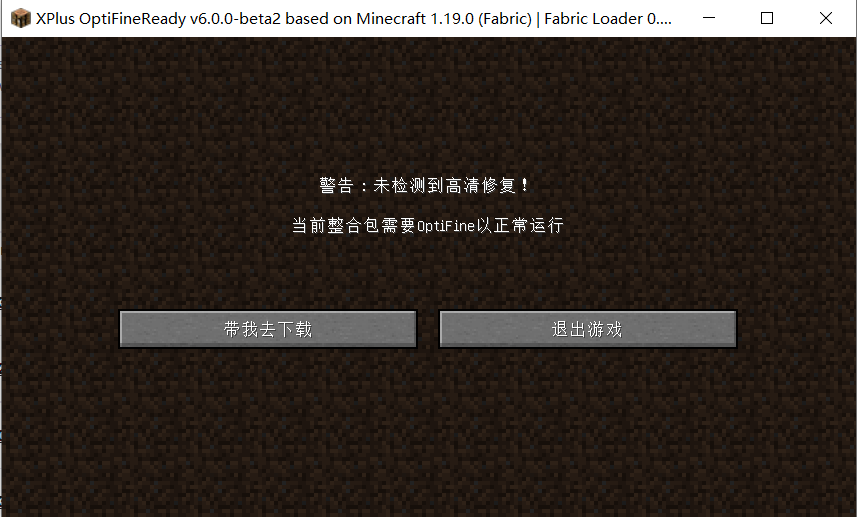 XPlus OptiFineReady v6.0.0-beta2 based on Minecraft 1.19.0 (Fabric) | Fabric Loader 0....
警告：未检测到高清修复！
当前整合包需要OptiFine以正常运行
带我去下载
退出游戏